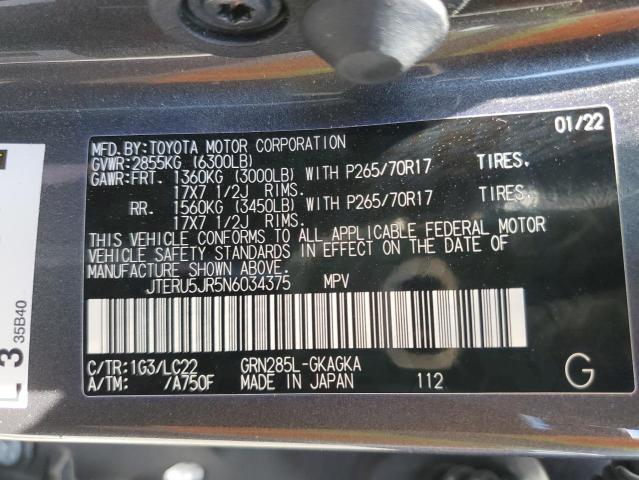 01/22
MFD.BY:TOYOTA MOTOR CORPORATION
GVWR:2855KG (6300LB)
GAWR:FRT. 1360KG (3000LB) WITH P265/70R17 TIRES.
17X7 1/2J RIMS.
RR. 1560KG (3450LB) WITH P265/70R17 TIRES.
17X7 1/2J RIMS.
THIS VEHICLE CONFORMS TO ALL APPLICABLE FEDERAL MOTOR
VEHICLE SAFETY STANDARDS IN EFFECT ON THE DATE OF
MANUFACTURE SHOWN ABOVE.
JTERU5JR5N6034375 MPV
C/TR:1G3/LC22 GRN285L-GKAGKA
A/TM: /A750F MADE IN JAPAN 112 G
3
35B40